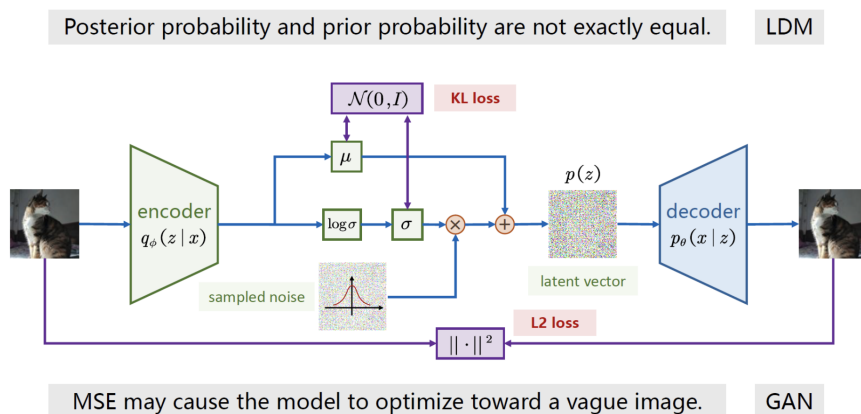 Posterior probability and prior probability are not exactly equal. LDM
𝒩(0, I) KL loss
μ
p(z)
encoder
q_ϕ(z | x)
log σ
σ
×
+
decoder
p_θ(x | z)
sampled noise
latent vector
L2 loss
|| · ||²
MSE may cause the model to optimize toward a vague image. GAN